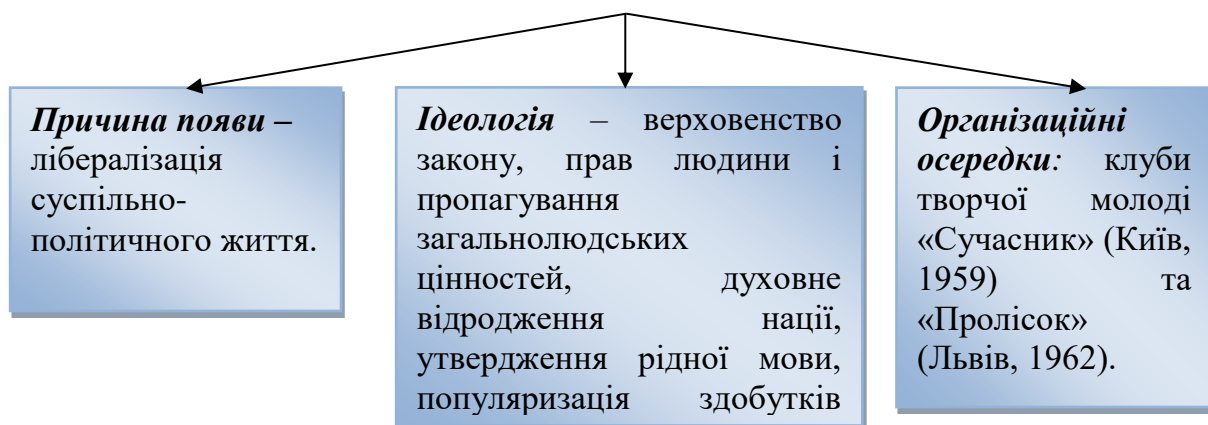 Причина появи –
лібералізація
суспільно-
політичного життя.
Ідеологія – верховенство
закону, прав людини і
пропагування
загальнолюдських
цінностей, духовне
відродження нації,
утвердження рідної мови,
популяризація здобутків
Організаційні
осередки: клуби
творчої молоді
«Сучасник» (Київ,
1959) та
«Пролісок»
(Львів, 1962).